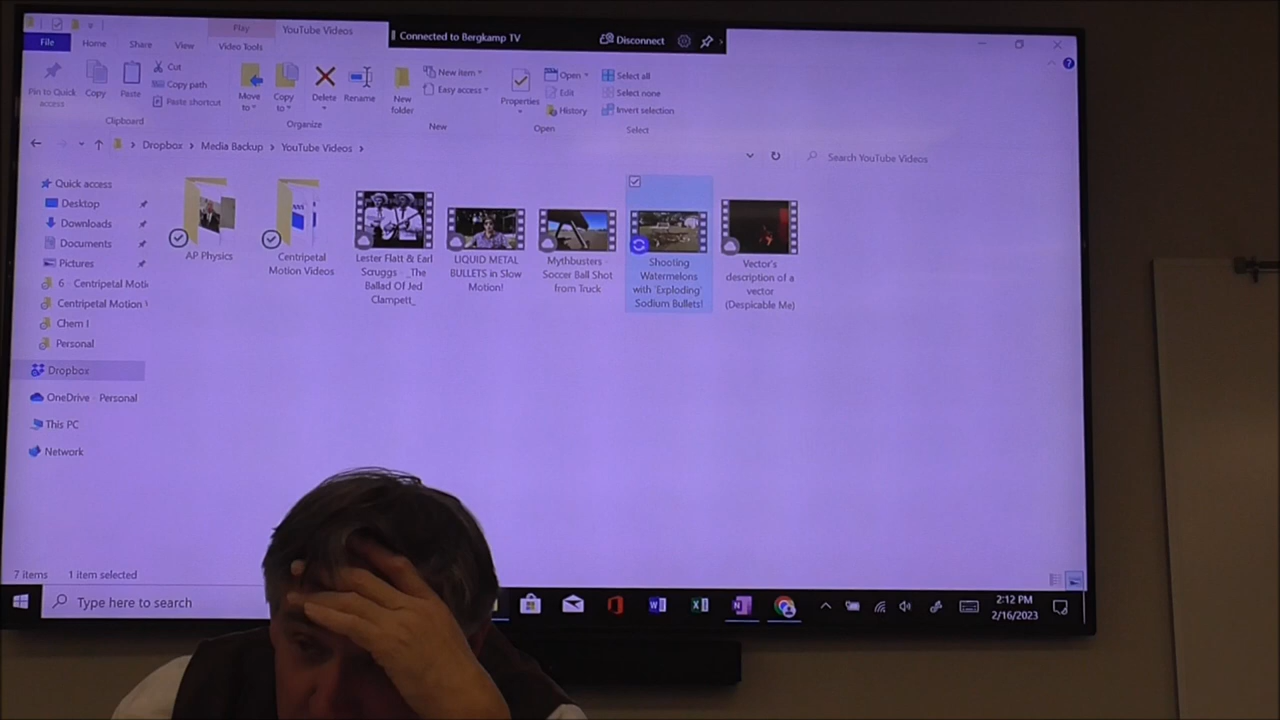 Play
YouTube Videos
Connected to Bergkamp TV
Disconnect
File
Home
Share
View
Video Tools
Pin to Quick
access
Copy
Paste
Cut
Copy path
Paste shortcut
Clipboard
Move
to
Copy
to
Delete
Rename
Organize
New
folder
New item
Easy access
New
Properties
Open
Edit
History
Open
Select all
Select none
Invert selection
Select
Dropbox
Media Backup
YouTube Videos
Search YouTube Videos
Quick access
Desktop
Downloads
Documents
Pictures
6 - Centripetal Moti
Centripetal Motion V
Chem I
Personal
Dropbox
OneDrive - Personal
This PC
Network
AP Physics
Centripetal
Motion Videos
Lester Flatt & Earl
Scruggs - _The
Ballad Of Jed
Clampett_
LIQUID METAL
BULLETS in Slow
Motion!
Mythbusters -
Soccer Ball Shot
from Truck
Shooting
Watermelons
with 'Exploding'
Sodium Bullets!
Vector's
description of a
vector
(Despicable Me)
7 items
1 item selected
Type here to search
2:12 PM
2/16/2023